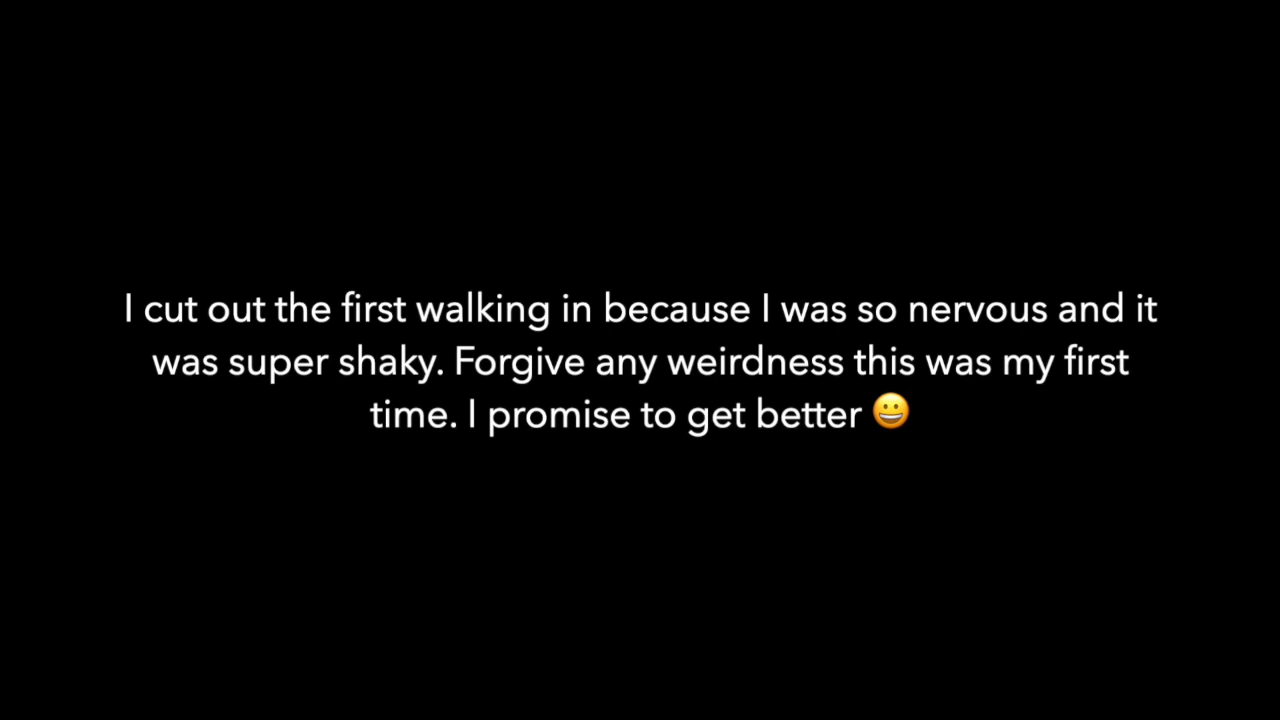 I cut out the first walking in because I was so nervous and it
was super shaky. Forgive any weirdness this was my first
time. I promise to get better 😀